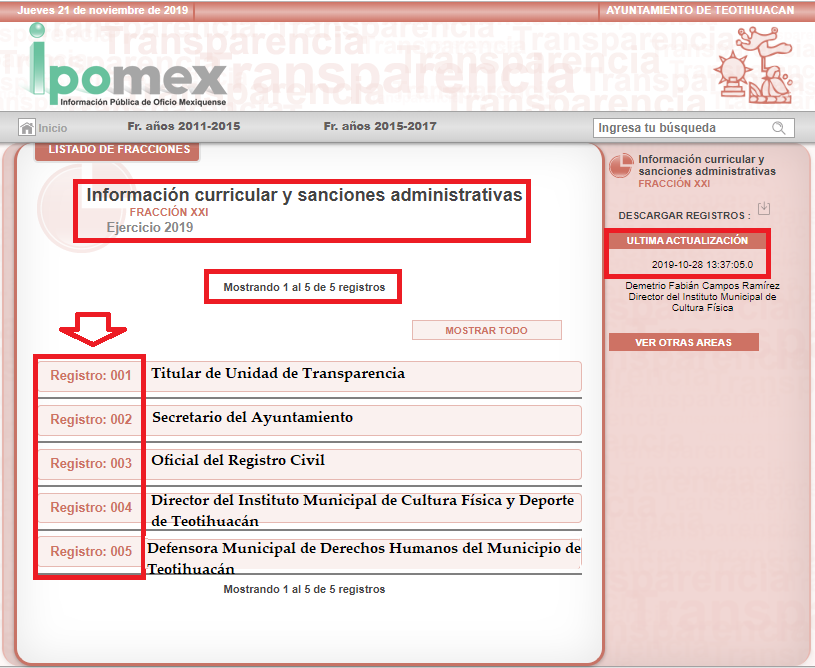 Jueves 21 de noviembre de 2019
AYUNTAMIENTO DE TEOTIHUACAN
Transparencia
Transparencia
Transparencia
ipomex
Información Pública de Oficio Mexiquense
Inicio
Fr. años 2011-2015
Fr. años 2015-2017
Ingresa tu búsqueda
LISTADO DE FRACCIONES
Información curricular y sanciones administrativas
FRACCIÓN XXI
Ejercicio 2019
Mostrando 1 al 5 de 5 registros
MOSTRAR TODO
Registro: 001 Titular de Unidad de Transparencia
Registro: 002 Secretario del Ayuntamiento
Registro: 003 Oficial del Registro Civil
Registro: 004 Director del Instituto Municipal de Cultura Física y Deporte
de Teotihuacán
Registro: 005 Defensora Municipal de Derechos Humanos del Municipio de
Teotihuacán
Mostrando 1 al 5 de 5 registros
Información curricular y
sanciones administrativas
FRACCIÓN XXI
DESCARGAR REGISTROS :
ULTIMA ACTUALIZACIÓN
2019-10-28 13:37:05.0
Demetrio Fabián Campos Ramírez
Director del Instituto Municipal de
Cultura Física
VER OTRAS AREAS